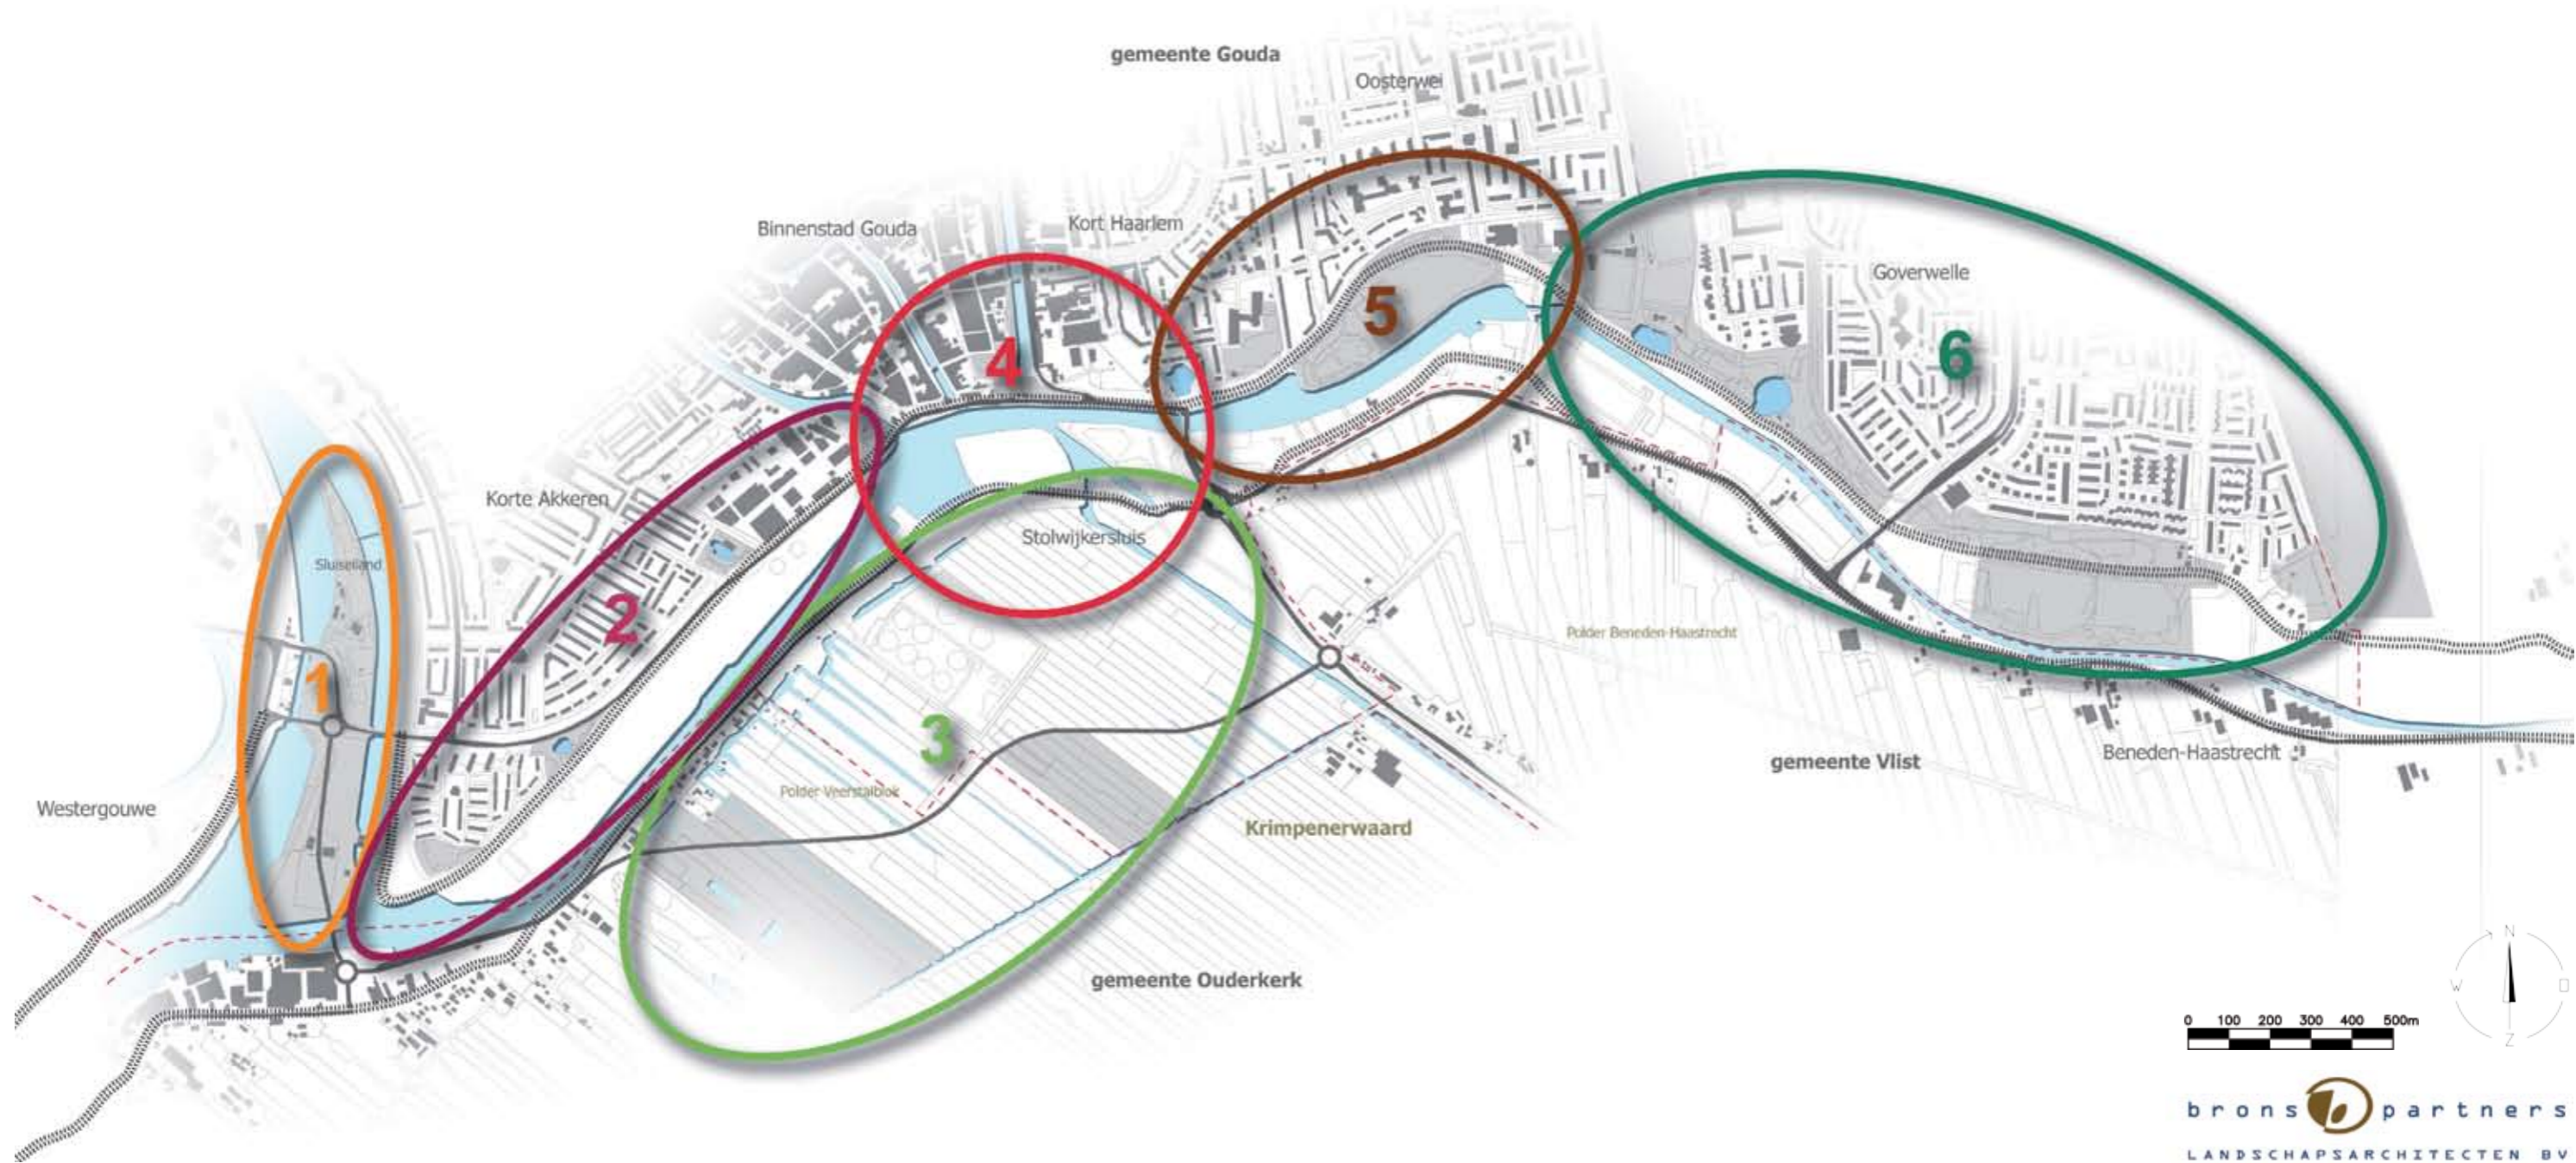 gemeente Gouda
Oosterwei
Binnenstad Gouda
Kort Haarlem
Goverwelle
5
6
4
Korte Akkeren
Stolwijkersluis
Sluiseiland
2
Polder Beneden-Haastrecht
1
3
gemeente Vlist
Beneden-Haastrecht
Polder Veerstalblok
Westergouwe
Krimpenerwaard
gemeente Ouderkerk
N
W
O
Z
0 100 200 300 400 500m
brons partners
LANDSCHAPSARCHITECTEN BV